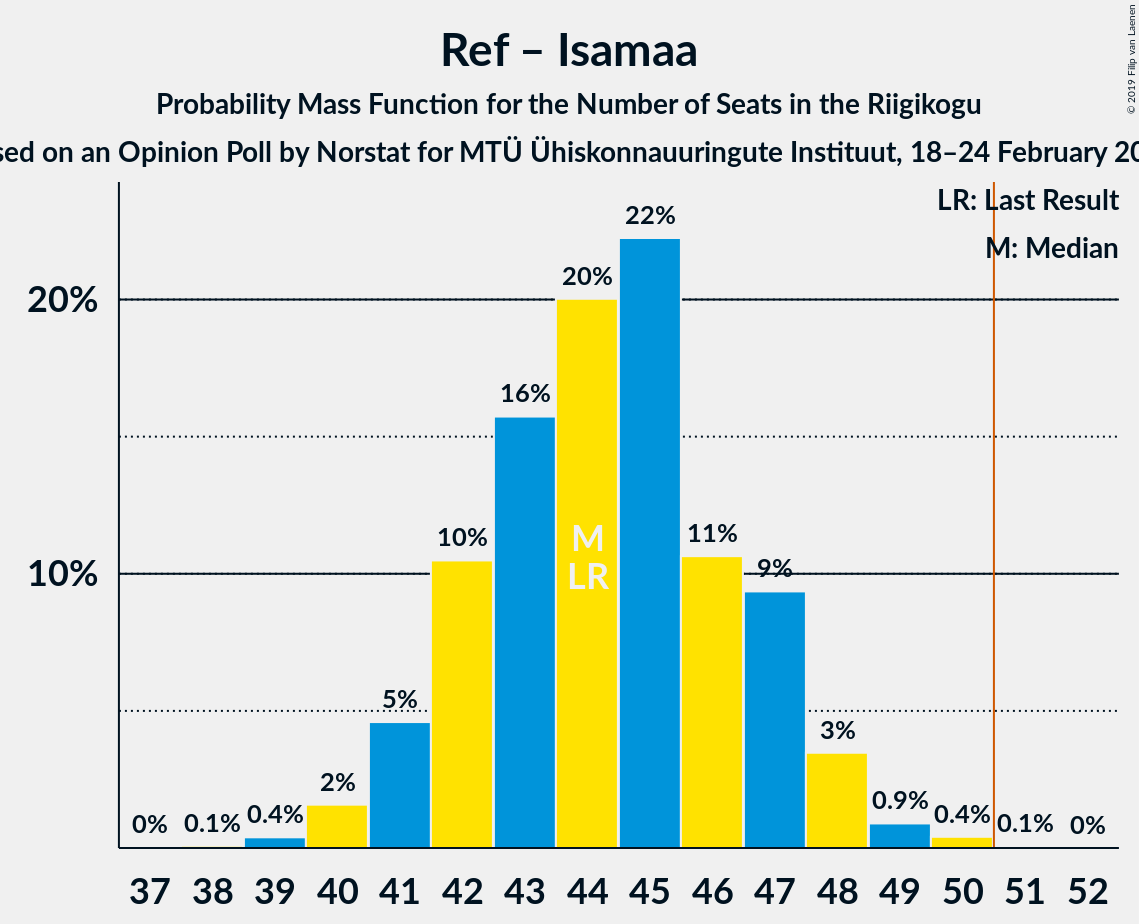 Ref – Isamaa
Probability Mass Function for the Number of Seats in the Riigikogu
on an Opinion Poll by Norstat for MTÜ Ühiskonnauuringute Instituut, 18–24 February
© 2019 Filip van Laenen
LR: Last Result
M: Median
20%
10%
0% 0.1% 0.4% 2% 5% 10% 16% 20% 22% 11% 9% 3% 0.9% 0.4% 0.1% 0%
M
LR
37 38 39 40 41 42 43 44 45 46 47 48 49 50 51 52